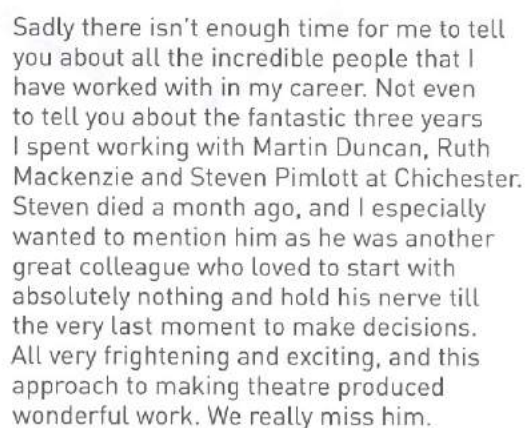 Sadly there isn't enough time for me to tell
you about all the incredible people that I
have worked with in my career. Not even
to tell you about the fantastic three years
I spent working with Martin Duncan, Ruth
Mackenzie and Steven Pimlott at Chichester.
Steven died a month ago, and I especially
wanted to mention him as he was another
great colleague who loved to start with
absolutely nothing and hold his nerve till
the very last moment to make decisions.
All very frightening and exciting, and this
approach to making theatre produced
wonderful work. We really miss him.